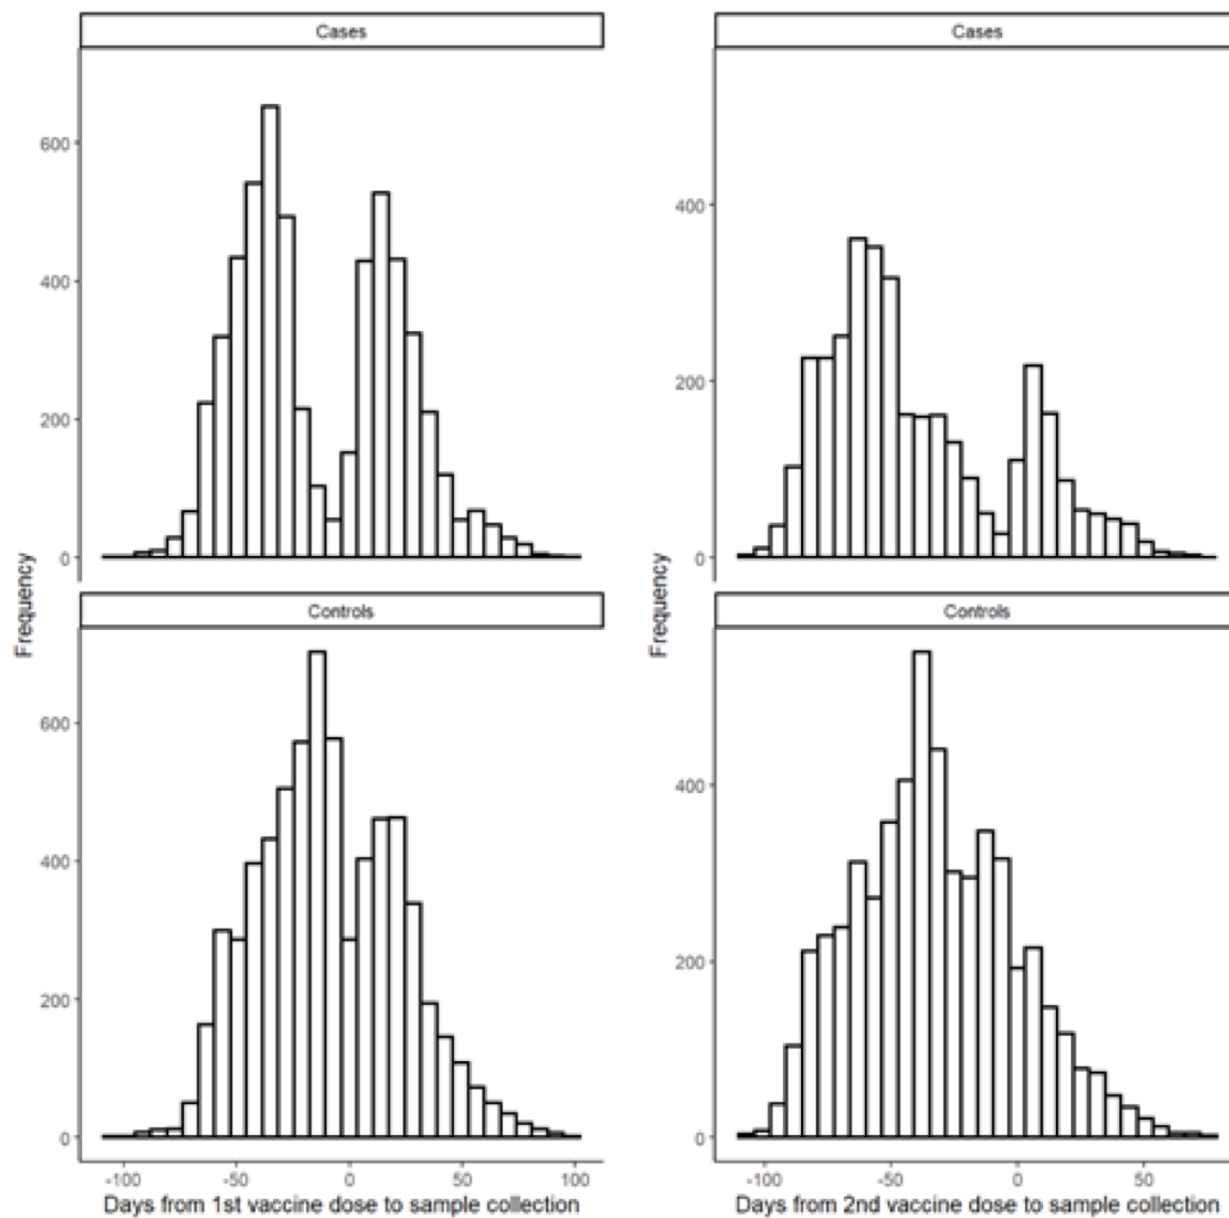 Cases
600
400
200
0
Controls
600
400
200
0
Frequency
-100 -50 0 50 100
Days from 1st vaccine dose to sample collection
Cases
400
200
0
Controls
400
200
0
Frequency
-100 -50 0 50
Days from 2nd vaccine dose to sample collection